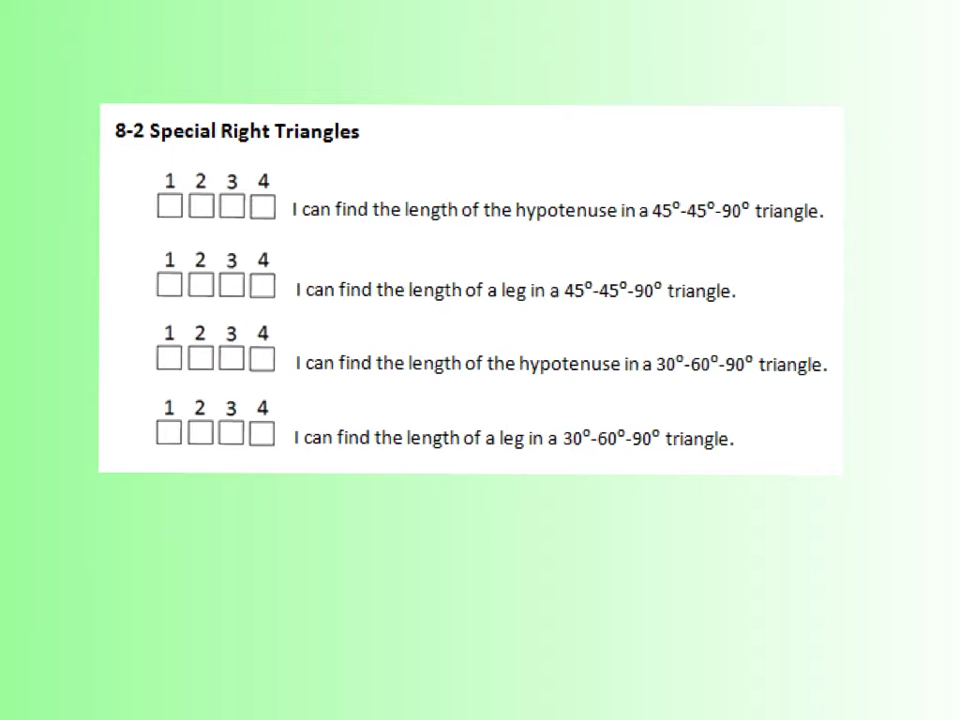 8-2 Special Right Triangles
1 2 3 4
I can find the length of the hypotenuse in a 45°-45°-90° triangle.
1 2 3 4
I can find the length of a leg in a 45°-45°-90° triangle.
1 2 3 4
I can find the length of the hypotenuse in a 30°-60°-90° triangle.
1 2 3 4
I can find the length of a leg in a 30°-60°-90° triangle.